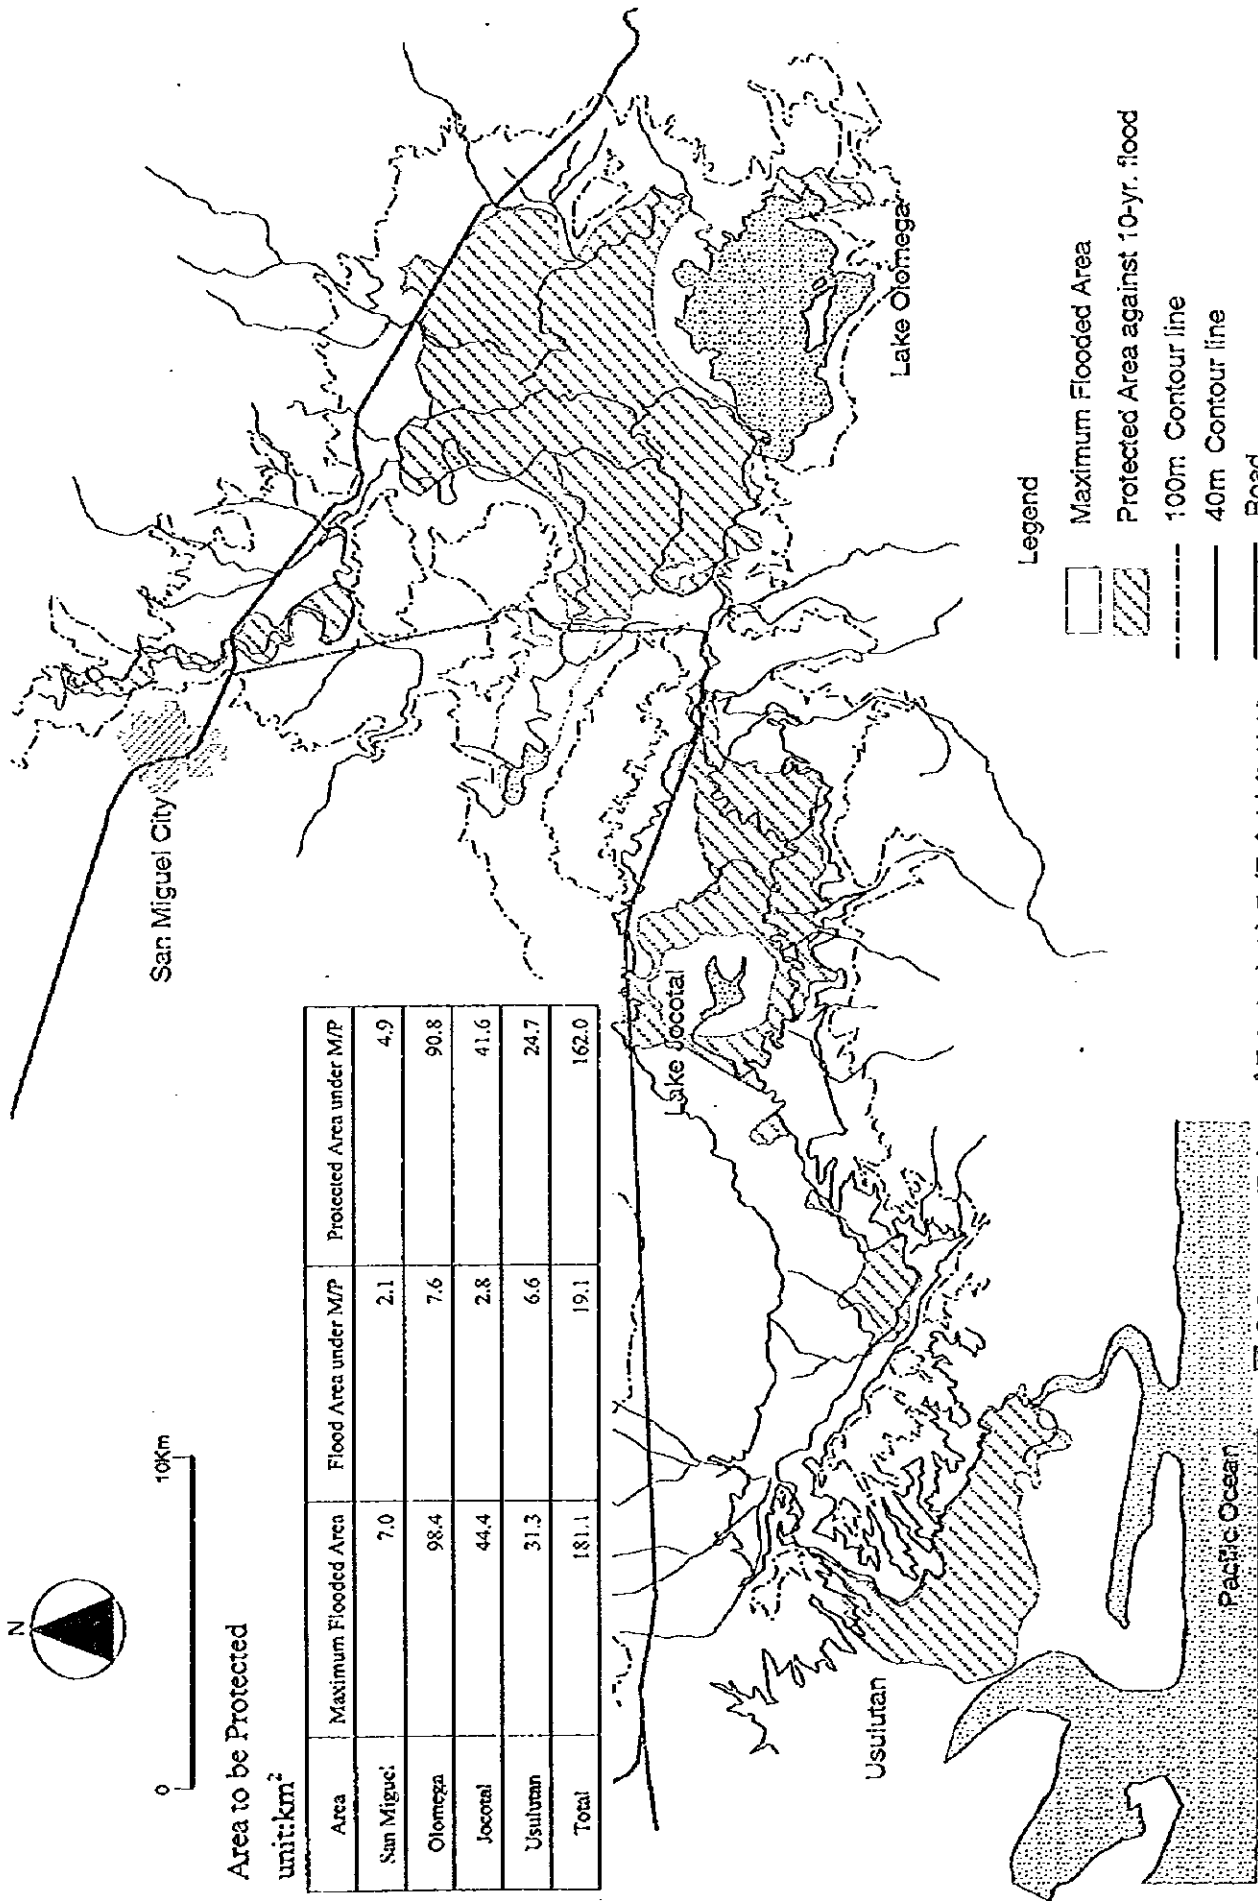 N
0 10Km
Area to be Protected
unit:km²
Area Maximum Flooded Area Flood Area under M/P Protected Area under M/P
San Miguel 7.0 2.1 4.9
Olomega 98.4 7.6 90.8
Jocotal 44.4 2.8 41.6
Usulutan 31.3 6.6 24.7
Total 181.1 19.1 162.0
San Miguel City
Lake Olomega
Lake Jocotal
Usulutan
Pacific Ocean
Legend
Maximum Flooded Area
Protected Area against 10-yr. flood
100m Contour line
40m Contour line
Road